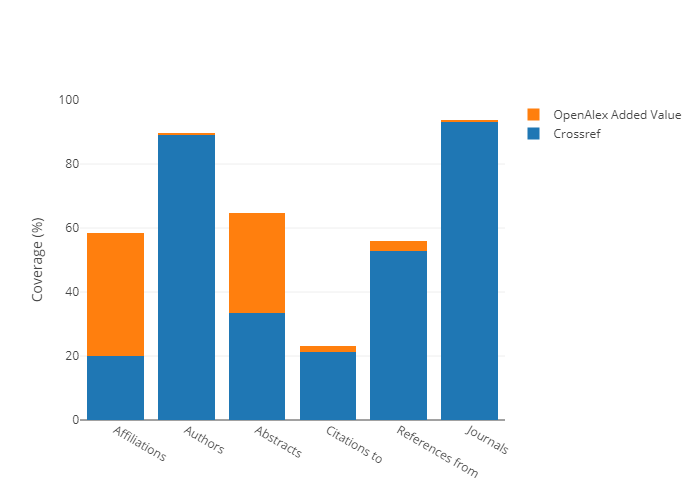 100
80
60
40
20
0
Coverage (%)
Affiliations
Authors
Abstracts
Citations to
References from
Journals
OpenAlex Added Value
Crossref